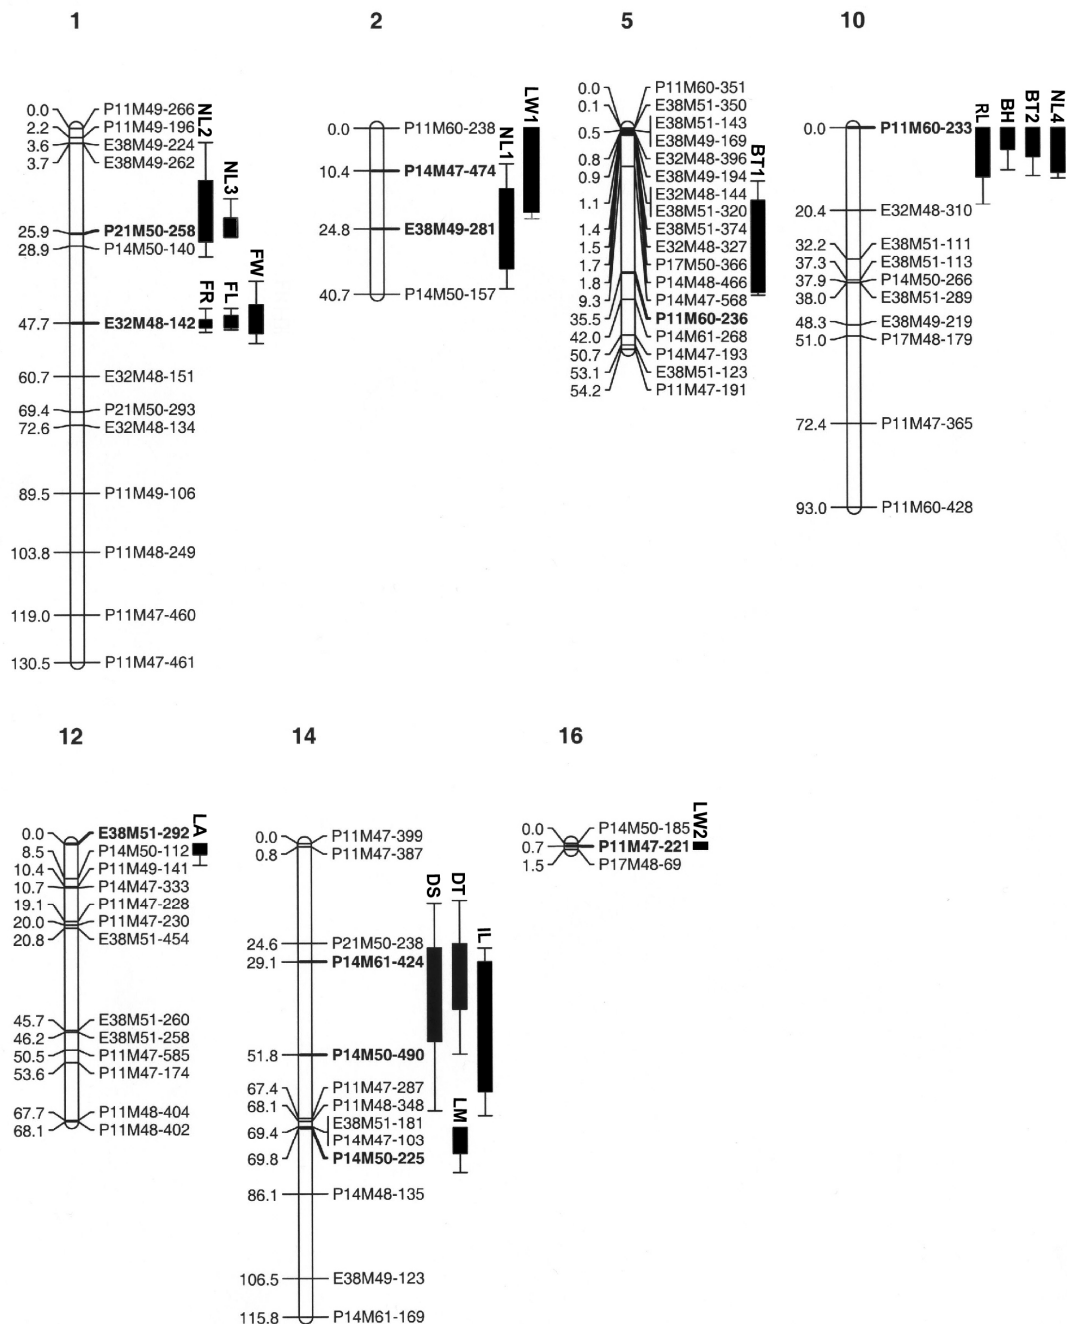 1
0.0 P11M49-266
2.2 P11M49-196
3.6 E38M49-224
3.7 E38M49-262
25.9 P21M50-258
28.9 P14M50-140
47.7 E32M48-142
60.7 E32M48-151
69.4 P21M50-293
72.6 E32M48-134
89.5 P11M49-106
103.8 P11M48-249
119.0 P11M47-460
130.5 P11M47-461
NL2
NL3
FR
FL
FW
2
0.0 P11M60-238
10.4 P14M47-474
24.8 E38M49-281
40.7 P14M50-157
NL1
LW1
5
0.0 P11M60-351
0.1 E38M51-350
0.5 E38M51-143
E38M49-169
0.8 E32M48-396
0.9 E38M49-194
1.1 E32M48-144
E38M51-320
1.4 E38M51-374
1.5 E32M48-327
1.7 P17M50-366
1.8 P14M48-466
9.3 P14M47-568
35.5 P11M60-236
42.0 P14M61-268
50.7 P14M47-193
53.1 E38M51-123
54.2 P11M47-191
BT1
10
0.0 P11M60-233
20.4 E32M48-310
32.2 E38M51-111
37.3 E38M51-113
37.9 P14M50-266
38.0 E38M51-289
48.3 E38M49-219
51.0 P17M48-179
72.4 P11M47-365
93.0 P11M60-428
RL
BH
BT2
NL4
12
0.0 E38M51-292
8.5 P14M50-112
10.4 P11M49-141
10.7 P14M47-333
19.1 P11M47-228
20.0 P11M47-230
20.8 E38M51-454
45.7 E38M51-260
46.2 E38M51-258
50.5 P11M47-585
53.6 P11M47-174
67.7 P11M48-404
68.1 P11M48-402
LA
14
0.0 P11M47-399
0.8 P11M47-387
24.6 P21M50-238
29.1 P14M61-424
51.8 P14M50-490
67.4 P11M47-287
68.1 P11M48-348
69.4 E38M51-181
P14M47-103
69.8 P14M50-225
86.1 P14M48-135
106.5 E38M49-123
115.8 P14M61-169
DS
DT
IL
LM
16
0.0 P14M50-185
0.7 P11M47-221
1.5 P17M48-69
LW2